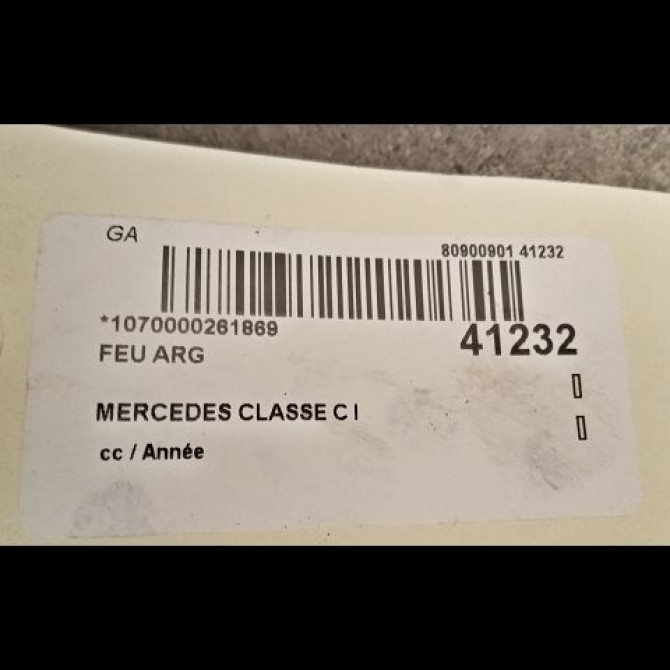 GA
80900901 41232
*1070000261869
41232
FEU ARG
MERCEDES CLASSE C I
cc / Année